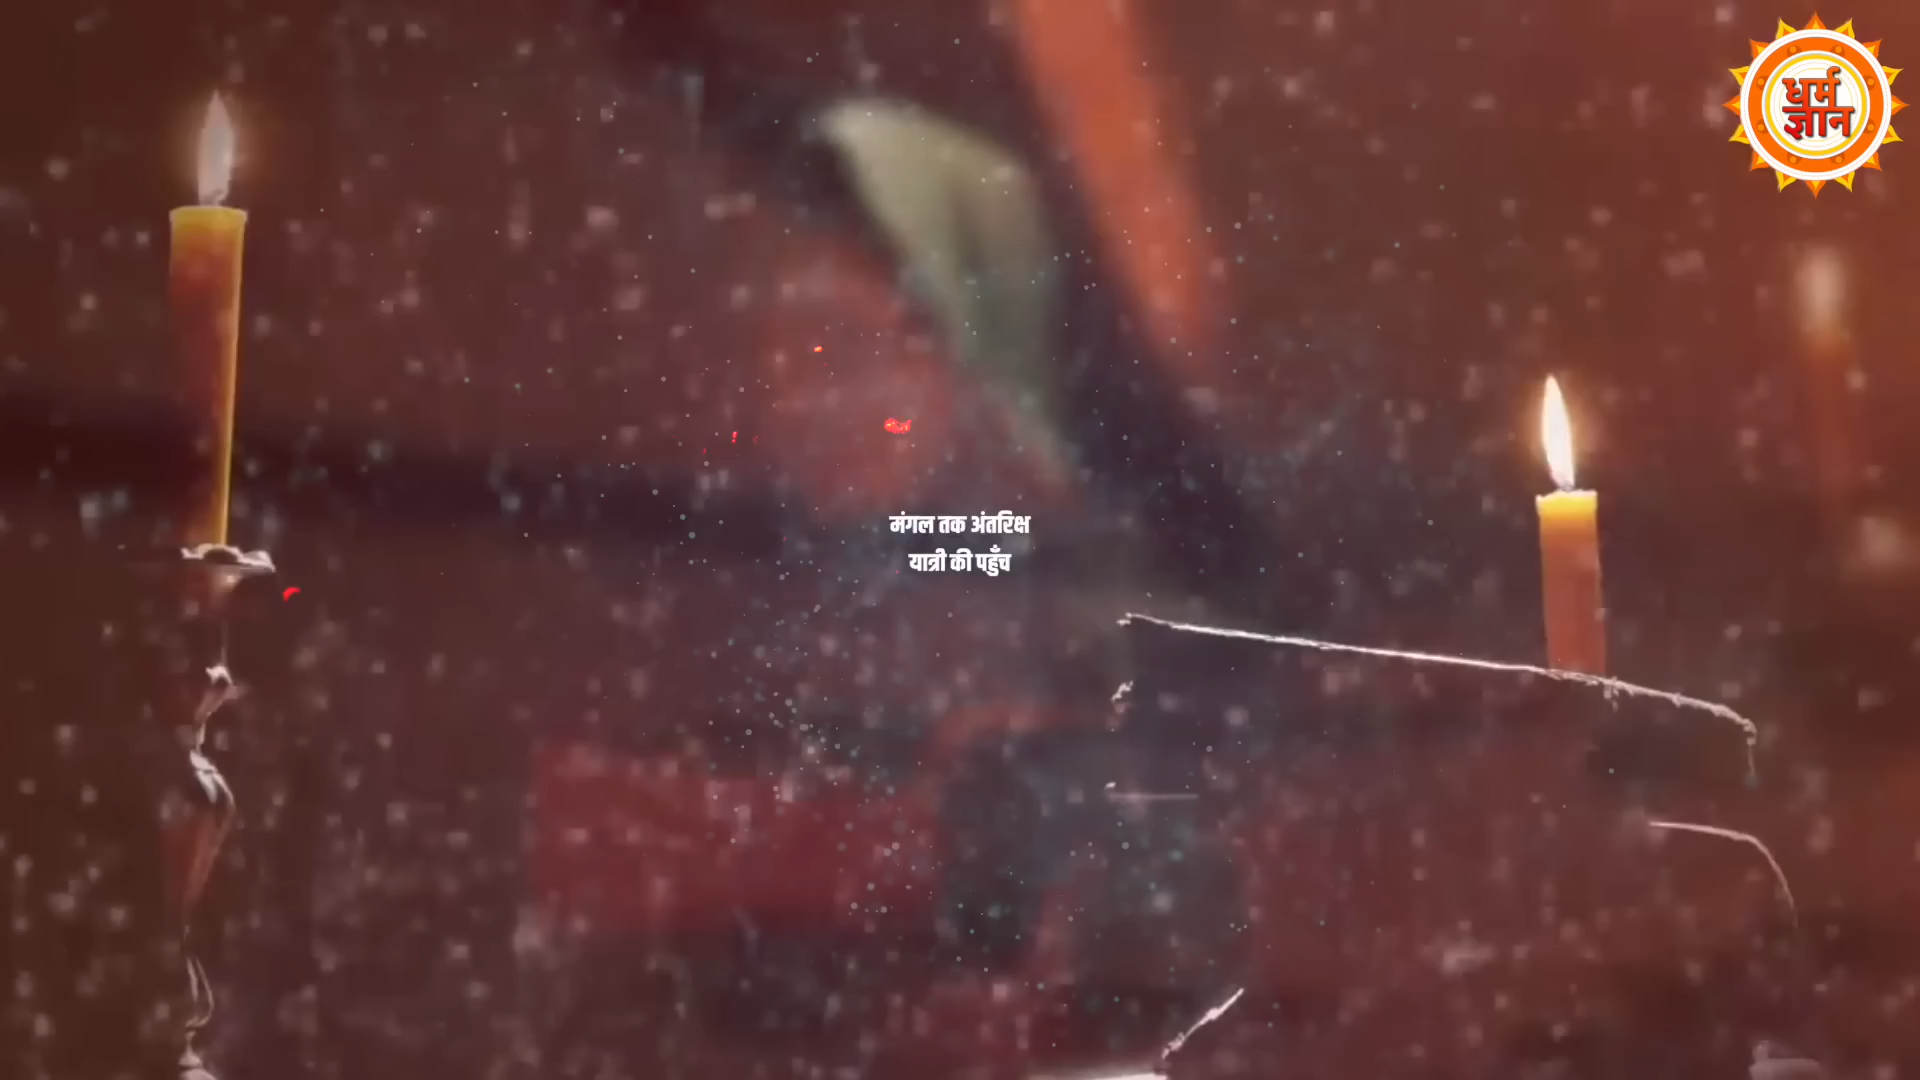 धर्म
ज्ञान
मंगल तक अंतरिक्ष
यात्री की पहुँच